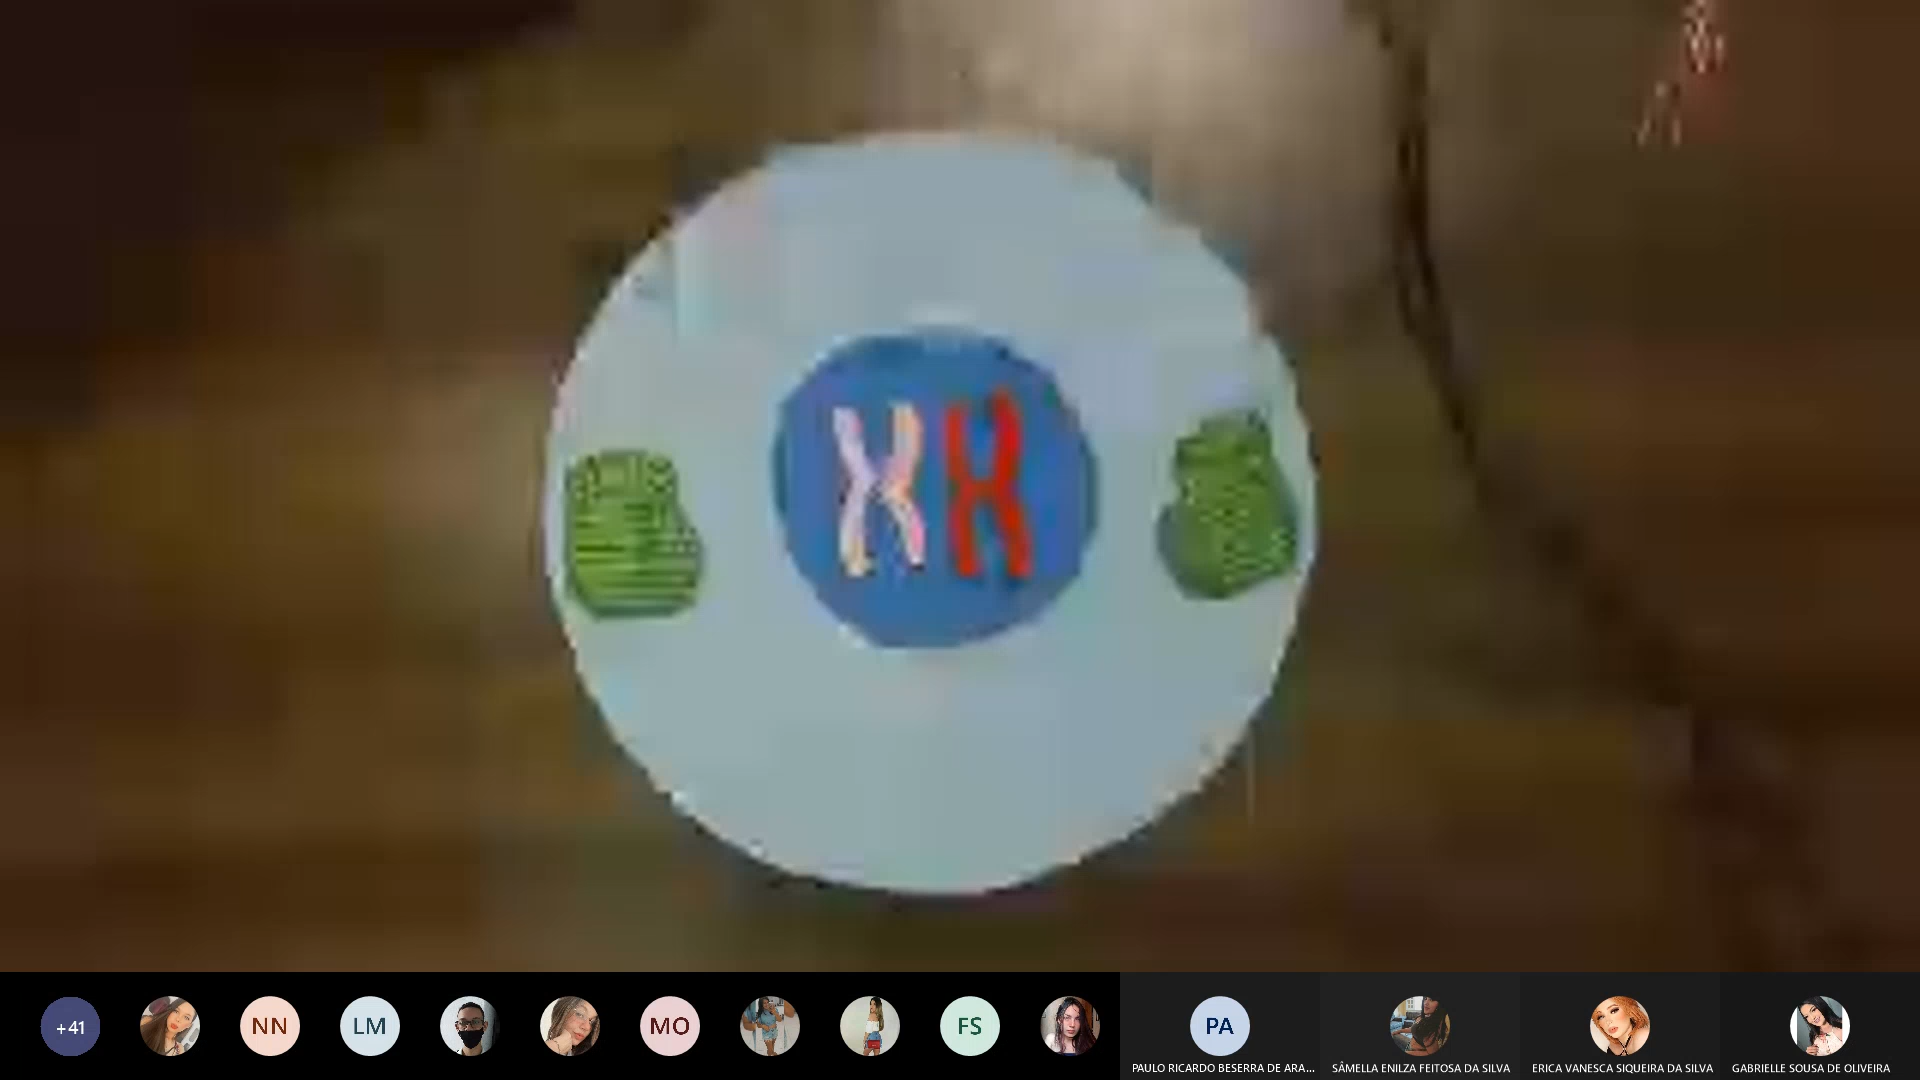 +41
NN
LM
MO
FS
PA
PAULO RICARDO BESERRA DE ARA...
SÂMELLA ENILZA FEITOSA DA SILVA
ERICA VANESCA SIQUEIRA DA SILVA
GABRIELLE SOUSA DE OLIVEIRA